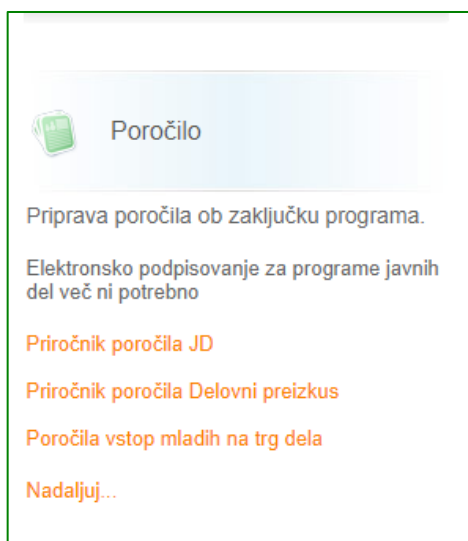 Poročilo
Priprava poročila ob zaključku programa.
Elektronsko podpisovanje za programe javnih
del več ni potrebno
Priročnik poročila JD
Priročnik poročila Delovni preizkus
Poročila vstop mladih na trg dela
Nadaljuj...